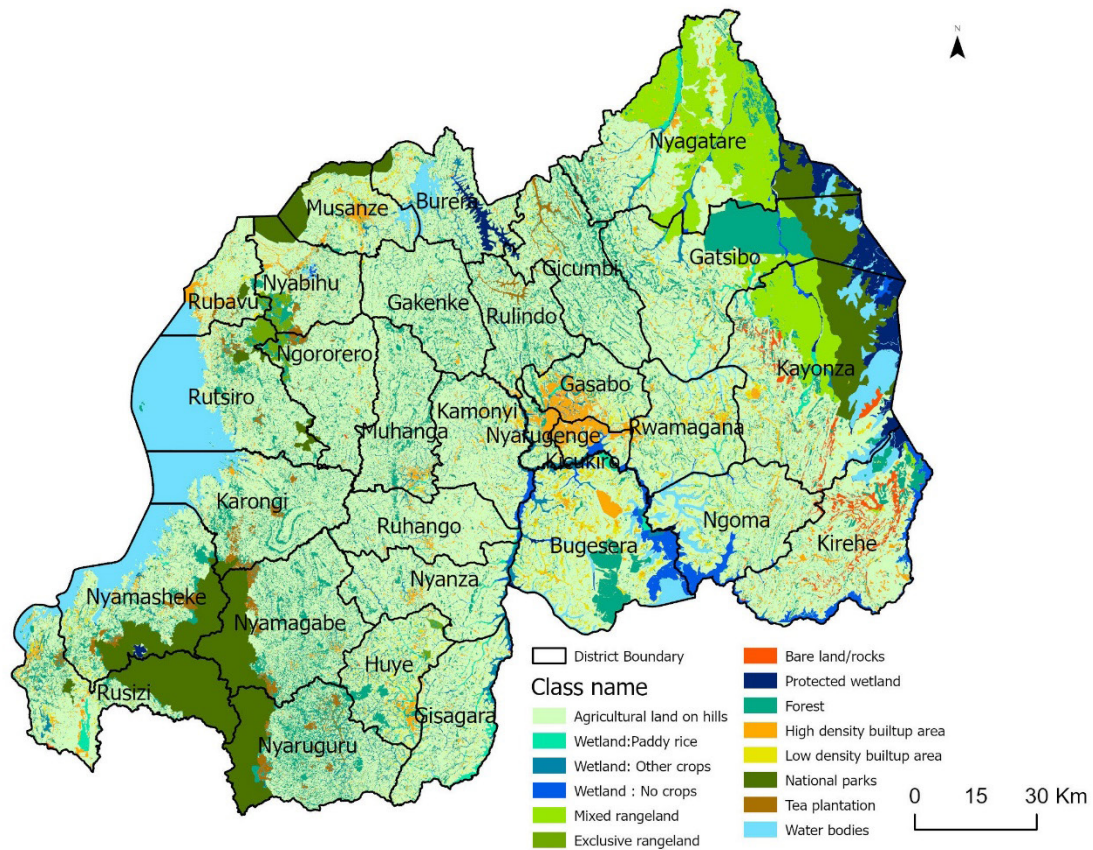 N
Nyagatare
Musanze
Burera
Gatsibo
Gicumbi
Nyabihu
Rubavu
Gakenke
Rulindo
Ngororero
Kayonza
Gasabo
Rutsiro
Kamonyi
Muhanga
Nyarugenge
Rwamagana
Kicukiro
Karongi
Ruhango
Ngoma
Bugesera
Kirehe
Nyanza
Nyamasheke
Nyamagabe
Huye
Rusizi
Gisagara
Nyaruguru
District Boundary
Class name
Agricultural land on hills
Wetland:Paddy rice
Wetland: Other crops
Wetland : No crops
Mixed rangeland
Exclusive rangeland
Bare land/rocks
Protected wetland
Forest
High density builtup area
Low density builtup area
National parks
Tea plantation
Water bodies
0 15 30 Km